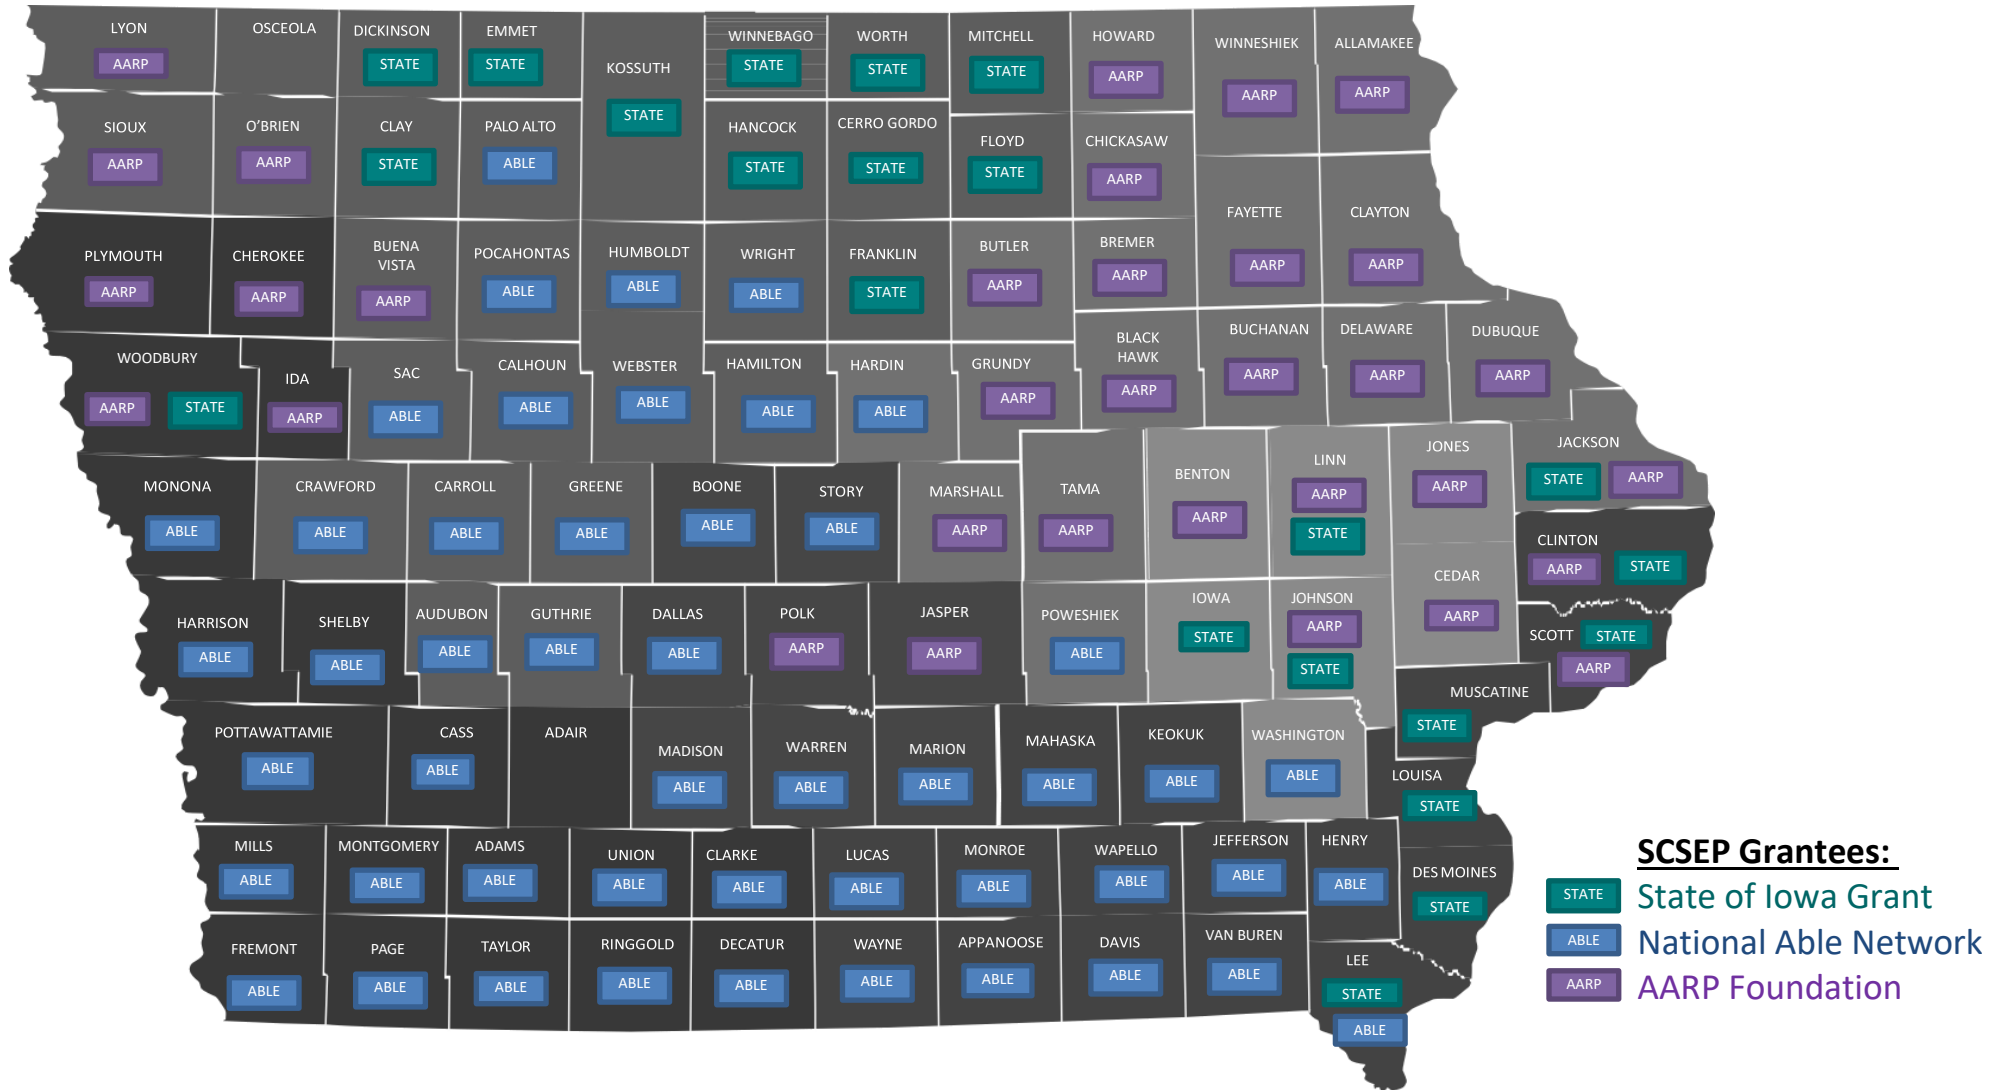 LYON
AARP
OSCEOLA
DICKINSON
STATE
EMMET
STATE
KOSSUTH
STATE
WINNEBAGO
STATE
WORTH
STATE
MITCHELL
STATE
HOWARD
AARP
WINNESHIEK
AARP
ALLAMAKEE
AARP
SIOUX
AARP
O'BRIEN
AARP
CLAY
STATE
PALO ALTO
ABLE
HANCOCK
STATE
CERRO GORDO
STATE
FLOYD
STATE
CHICKASAW
AARP
FAYETTE
AARP
CLAYTON
AARP
PLYMOUTH
AARP
CHEROKEE
AARP
BUENA
VISTA
AARP
POCAHONTAS
ABLE
HUMBOLDT
ABLE
WRIGHT
ABLE
FRANKLIN
STATE
BUTLER
AARP
BREMER
AARP
WOODBURY
AARP
STATE
IDA
AARP
SAC
ABLE
CALHOUN
ABLE
WEBSTER
ABLE
HAMILTON
ABLE
HARDIN
ABLE
GRUNDY
AARP
BLACK
HAWK
AARP
BUCHANAN
AARP
DELAWARE
AARP
DUBUQUE
AARP
MONONA
ABLE
CRAWFORD
ABLE
CARROLL
ABLE
GREENE
ABLE
BOONE
ABLE
STORY
ABLE
MARSHALL
AARP
TAMA
AARP
BENTON
AARP
LINN
AARP
STATE
JONES
AARP
JACKSON
STATE
AARP
CLINTON
AARP
STATE
CEDAR
AARP
HARRISON
ABLE
SHELBY
ABLE
AUDUBON
ABLE
GUTHRIE
ABLE
DALLAS
ABLE
POLK
AARP
JASPER
AARP
POWESHIEK
ABLE
IOWA
STATE
JOHNSON
AARP
STATE
SCOTT
STATE
AARP
MUSCATINE
STATE
POTTAWATTAMIE
ABLE
CASS
ABLE
ADAIR
MADISON
ABLE
WARREN
ABLE
MARION
ABLE
MAHASKA
ABLE
KEOKUK
ABLE
WASHINGTON
ABLE
LOUISA
STATE
MILLS
ABLE
MONTGOMERY
ABLE
ADAMS
ABLE
UNION
ABLE
CLARKE
ABLE
LUCAS
ABLE
MONROE
ABLE
WAPELLO
ABLE
JEFFERSON
ABLE
HENRY
ABLE
DES MOINES
STATE
FREMONT
ABLE
PAGE
ABLE
TAYLOR
ABLE
RINGGOLD
ABLE
DECATUR
ABLE
WAYNE
ABLE
APPANOOSE
ABLE
DAVIS
ABLE
VAN BUREN
ABLE
LEE
STATE
ABLE
SCSEP Grantees:
STATE State of Iowa Grant
ABLE National Able Network
AARP AARP Foundation